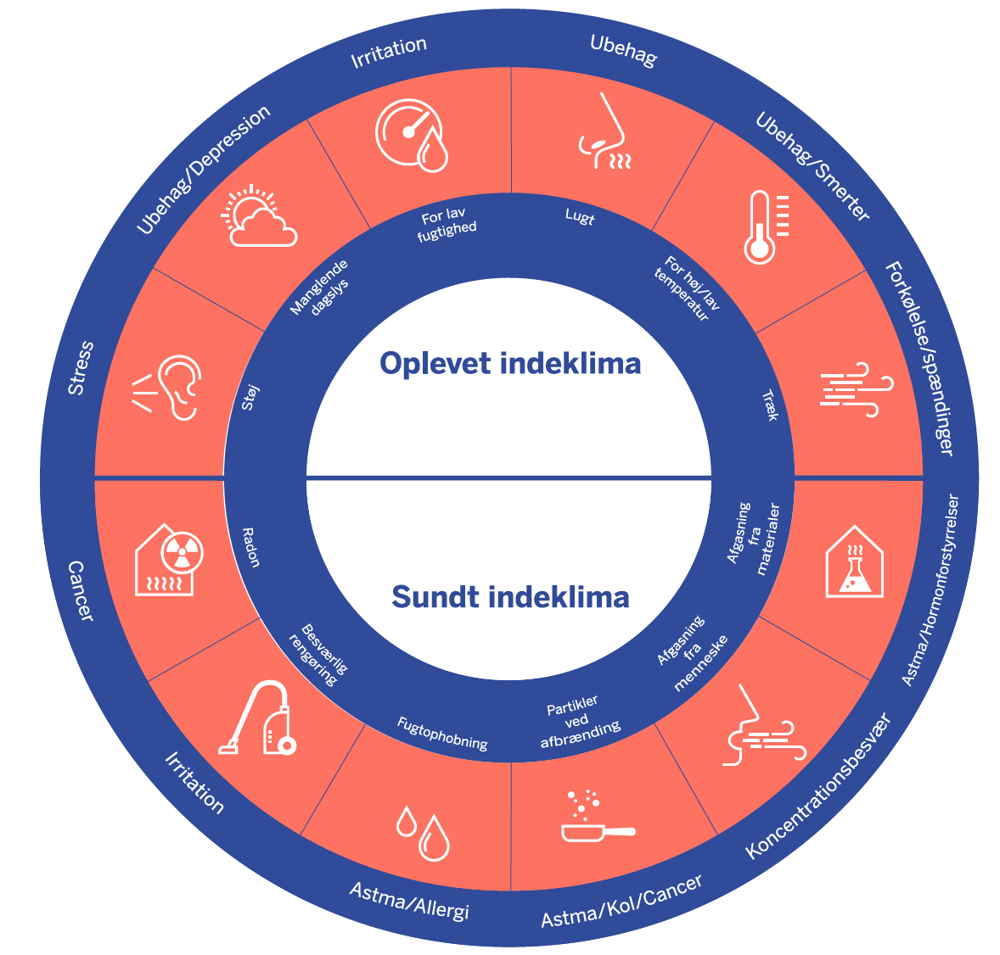 Irritation
Ubehag
Ubehag/Depression
Ubehag/Smerter
Stress
Forkølelse/spændinger
For lav
fugtighed
Lugt
Manglende
dagslys
For høj/lav
temperatur
Støj
Træk
Oplevet indeklima
Sundt indeklima
Radon
Afgasning
fra
materialer
Besværlig
rengøring
Afgasning
fra
menneske
Fugtophobning
Partikler
ved
afbrænding
Cancer
Astma/Hormonforstyrrelser
Irritation
Koncentrationsbesvær
Astma/Allergi
Astma/Kol/Cancer